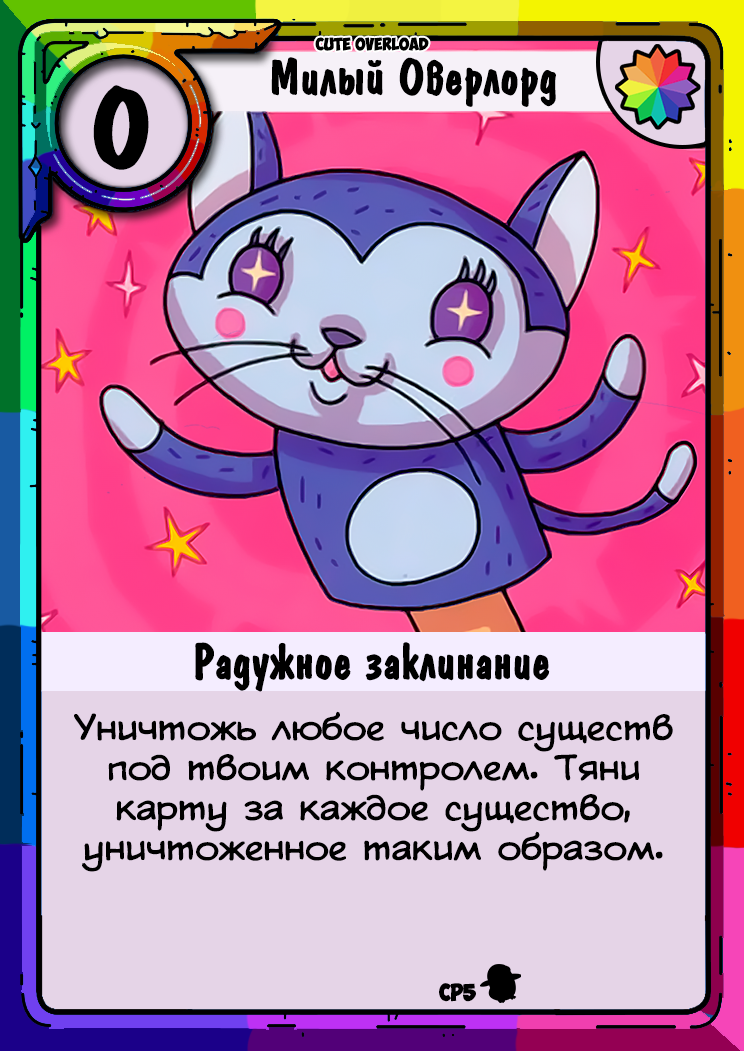 CUTE OVERLOAD
0
Милый Оверлорд
Радужное заклинание
Уничтожь любое число существ
под твоим контролем. Тяни
карту за каждое существо,
уничтоженное таким образом.
CP5